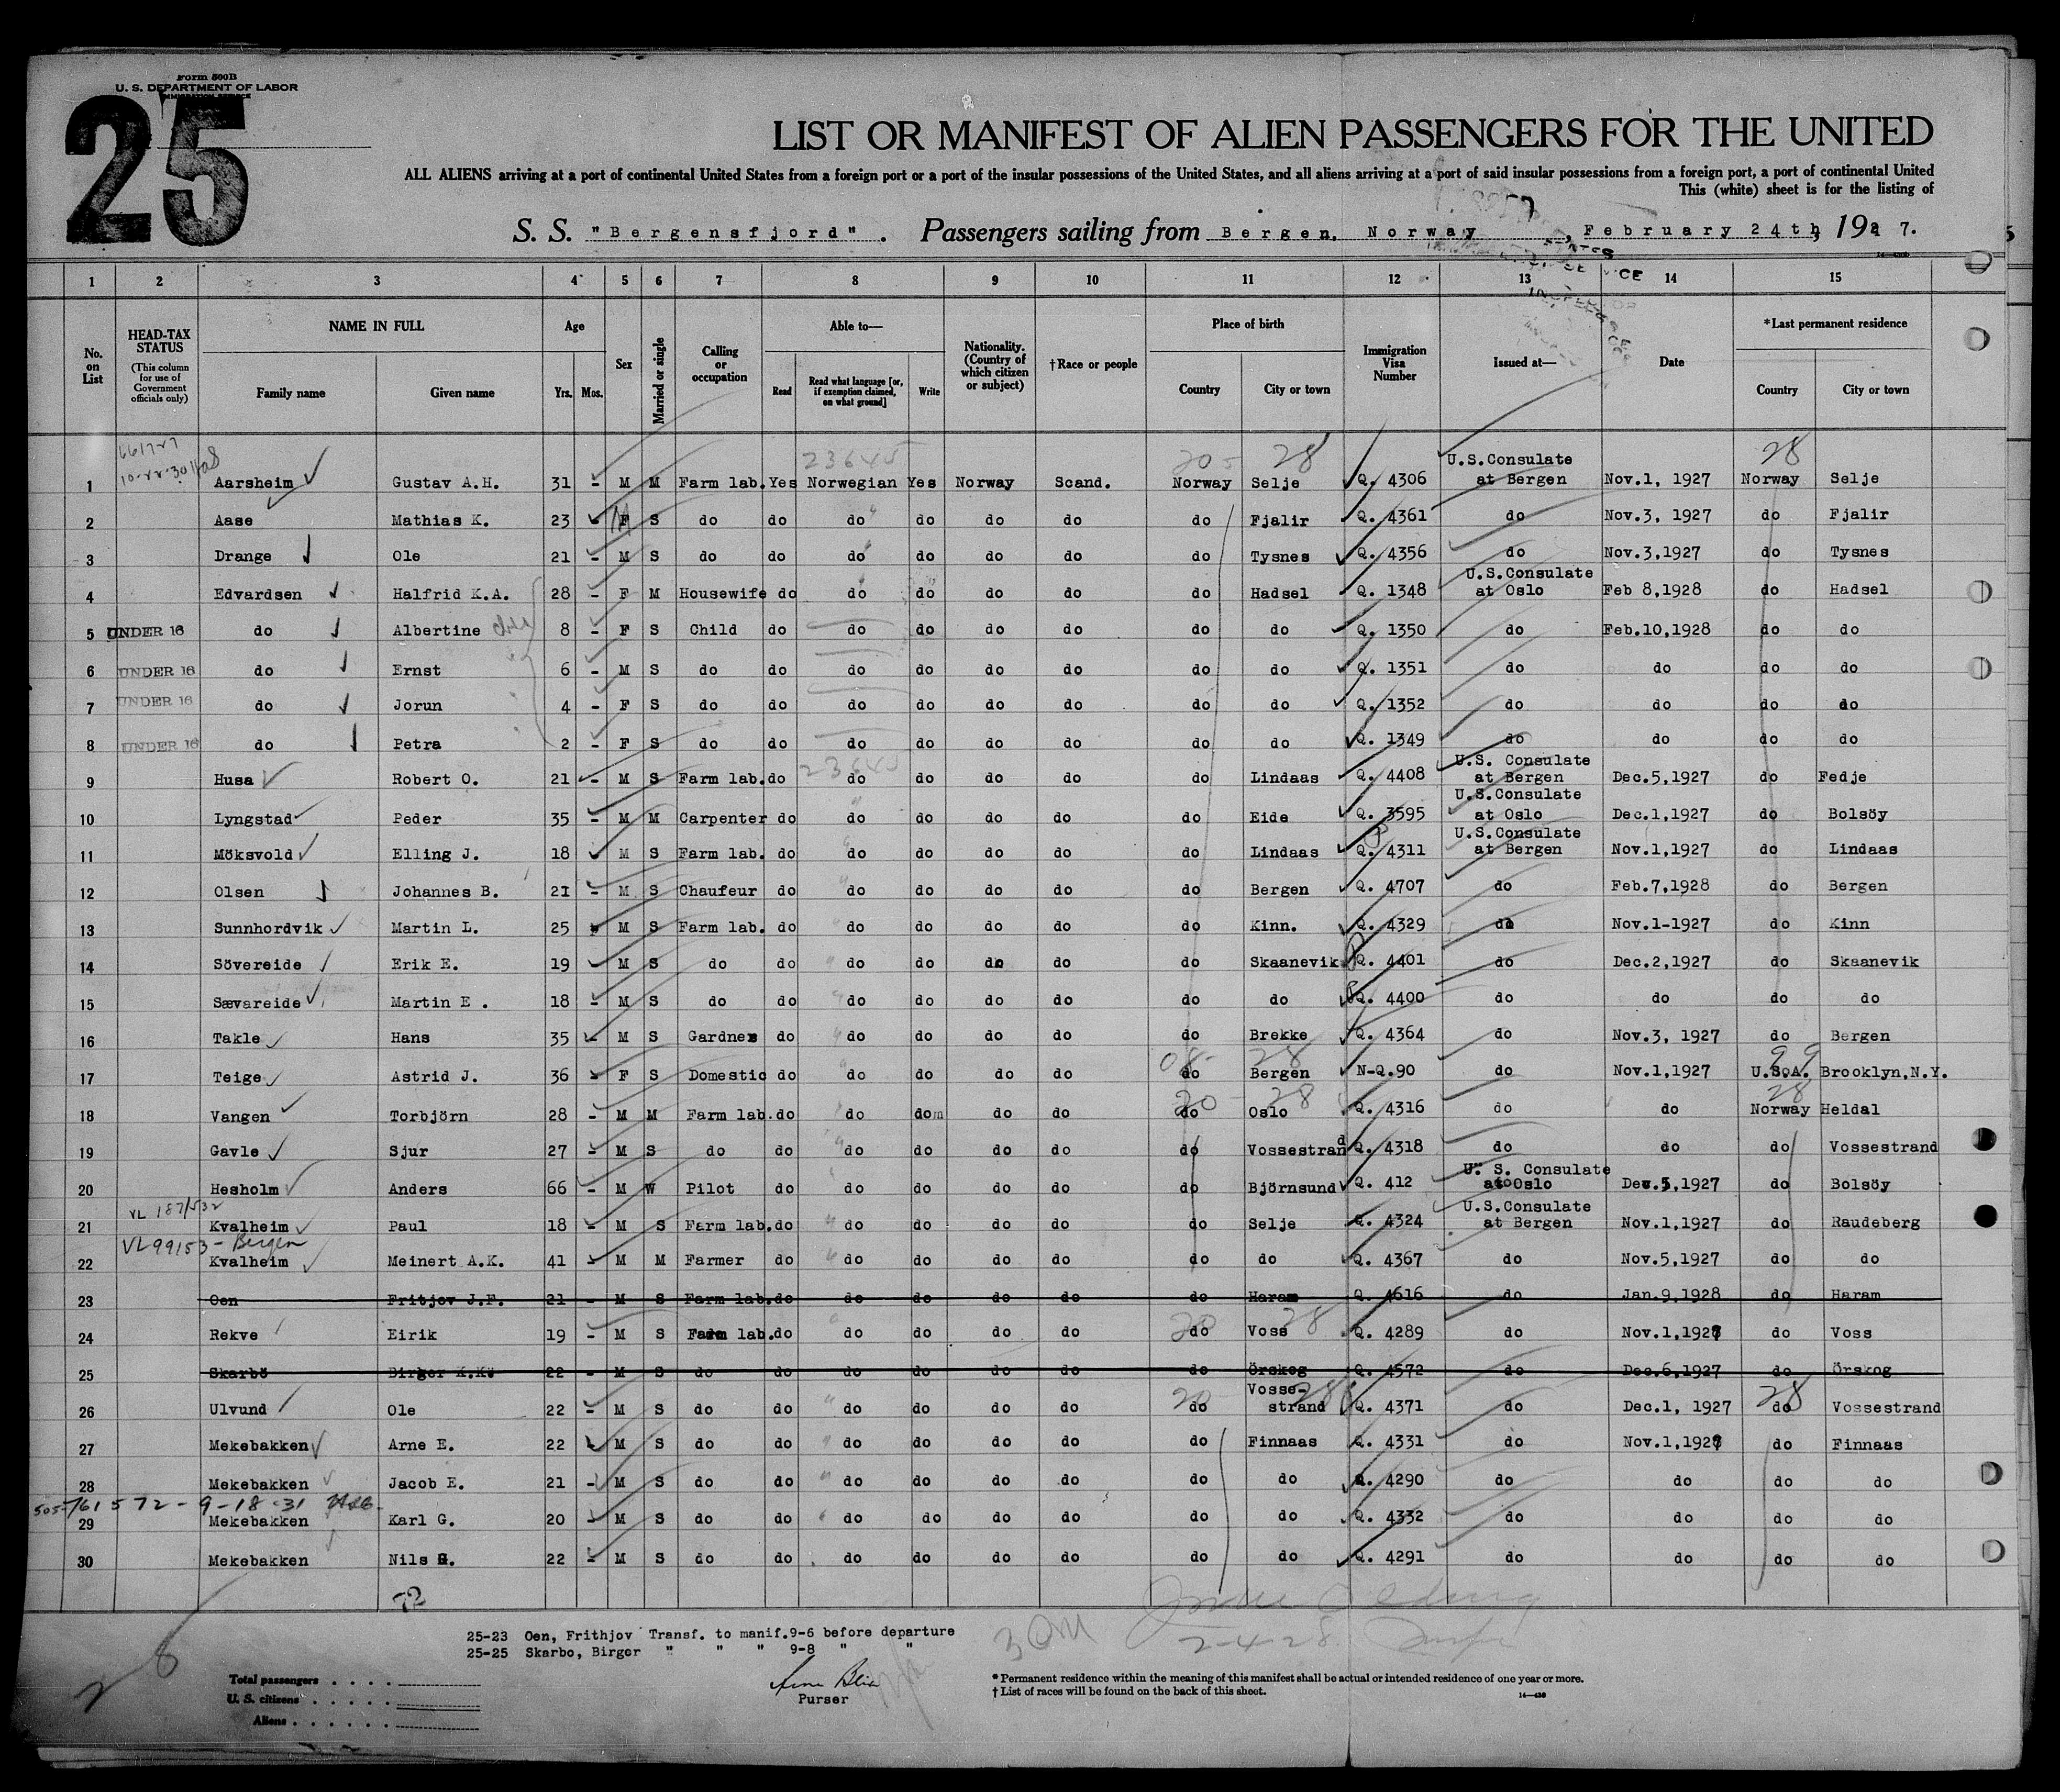 Form 500B
U. S. DEPARTMENT OF LABOR
IMMIGRATION SERVICE
25
LIST OR MANIFEST OF ALIEN PASSENGERS FOR THE UNITED
ALL ALIENS arriving at a port of continental United States from a foreign port or a port of the insular possessions of the United States, and all aliens arriving at a port of said insular possessions from a foreign port, a port of continental United
This (white) sheet is for the listing of
S. S. "Bergensfjord". Passengers sailing from Bergen, Norway, February 24th, 192 7.
1 2 3 4 5 6 7 8 9 10 11 12 13 14 15
No. on List HEAD-TAX STATUS (This column for use of Government officials only) NAME IN FULL Family name Given name Age Yrs. Mos. Sex Married or single Calling or occupation Able to— Read Read what language [or, if exemption claimed, on what ground] Write Nationality. (Country of which citizen or subject) †Race or people Place of birth Country City or town Immigration Visa Number Issued at— Date *Last permanent residence Country City or town
23645 28 28
1 Aarsheim Gustav A.H. 31 - M M Farm lab. Yes Norwegian Yes Norway Scand. Norway Selje Q. 4306 U.S.Consulate at Bergen Nov.1, 1927 Norway Selje
2 Aase Mathias K. 23 - M S do do do do do do do Fjalir Q. 4361 do Nov.3, 1927 do Fjalir
3 Drange Ole 21 - M S do do do do do do do Tysnes Q. 4356 do Nov.3,1927 do Tysnes
4 Edvardsen Halfrid K.A. 28 - F M Housewife do do do do do do Hadsel Q. 1348 U.S.Consulate at Oslo Feb 8,1928 do Hadsel
5 UNDER 16 do Albertine child 8 - F S Child do do do do do do do Q. 1350 do Feb.10,1928 do do
6 UNDER 16 do Ernst 6 - M S do do do do do do do do Q. 1351 do do do do
7 UNDER 16 do Jorun 4 - F S do do do do do do do do Q. 1352 do do do do
8 UNDER 16 do Petra 2 - F S do do do do do do do do Q. 1349 do do do do
9 Husa Robert O. 21 - M S Farm lab. do do do do do do Lindaas Q. 4408 U.S. Consulate at Bergen Dec.5,1927 do Fedje
10 Lyngstad Peder 35 - M M Carpenter do do do do do do Eide Q. 3595 U.S.Consulate at Oslo Dec.1,1927 do Bolsöy
11 Möksvold Elling J. 18 - M S Farm lab. do do do do do do Lindaas Q. 4311 U.S.Consulate at Bergen Nov.1,1927 do Lindaas
12 Olsen Johannes B. 21 - M S Chaufeur do do do do do do Bergen Q. 4707 do Feb.7,1928 do Bergen
13 Sunnhordvik Martin L. 25 - M S Farm lab. do do do do do do Kinn. Q. 4329 do Nov.1-1927 do Kinn
14 Sövereide Erik E. 19 - M S do do do do do do do Skaanevik Q. 4401 do Dec.2,1927 do Skaanevik
15 Sævareide Martin E . 18 - M S do do do do do do do do Q. 4400 do do do do
16 Takle Hans 35 - M S Gardner do do do do do do Brekke Q. 4364 do Nov.3, 1927 do Bergen
17 Teige Astrid J. 36 - F S Domestic do do do do do do Bergen N-Q.90 do Nov.1,1927 U.S.A. Brooklyn,N.Y.
18 Vangen Torbjörn 28 - M M Farm lab. do do do do do do Oslo Q. 4316 do do Norway Heldal
19 Gavle Sjur 27 - M S do do do do do do do Vossestrand Q. 4318 do do do Vossestrand
20 Hesholm Anders 66 - M W Pilot do do do do do do Björnsund Q. 412 U. S. Consulate at Oslo Dec.5,1927 do Bolsöy
VL 187/532
21 Kvalheim Paul 18 - M S Farm lab. do do do do do do Selje Q. 4324 U.S.Consulate at Bergen Nov.1,1927 do Raudeberg
VL99153 - Bergen
22 Kvalheim Meinert A.K. 41 - M M Farmer do do do do do do do Q. 4367 do Nov.5,1927 do do
23 Oen Fritjov J.F. 21 - M S Farm lab. do do do do do do Haram Q. 4616 do Jan.9,1928 do Haram
24 Rekve Eirik 19 - M S Farm lab. do do do do do do Voss Q. 4289 do Nov.1,1927 do Voss
25 Skarbö Birger K.K. 22 - M S do do do do do do do Örskog Q. 4572 do Dec.6,1927 do Örskog
26 Ulvund Ole 22 - M S do do do do do do do Vosse-strand Q. 4371 do Dec.1, 1927 do Vossestrand
27 Mekebakken Arne E. 22 - M S do do do do do do do Finnaas Q. 4331 do Nov.1,1927 do Finnaas
28 Mekebakken Jacob E. 21 - M S do do do do do do do do Q. 4290 do do do do
505-761572-9-18-31
29 Mekebakken Karl G. 20 - M S do do do do do do do do Q. 4332 do do do do
30 Mekebakken Nils 22 - M S do do do do do do do do Q. 4291 do do do do
25-23 Oen, Frithjov Transf. to manif.9-6 before departure
25-25 Skarbo, Birger " " " 9-8 " "
Purser
Total passengers . . . .
U. S. citizens . . . . .
Aliens . . . . . .
* Permanent residence within the meaning of this manifest shall be actual or intended residence of one year or more.
† List of races will be found on the back of this sheet.